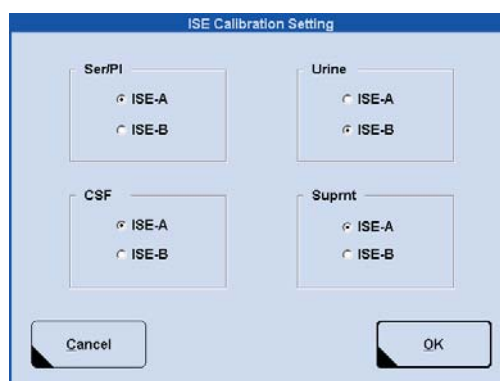 ISE Calibration Setting
Ser/Pl
ISE-A
ISE-B
Urine
ISE-A
ISE-B
CSF
ISE-A
ISE-B
Suprnt
ISE-A
ISE-B
Cancel
OK